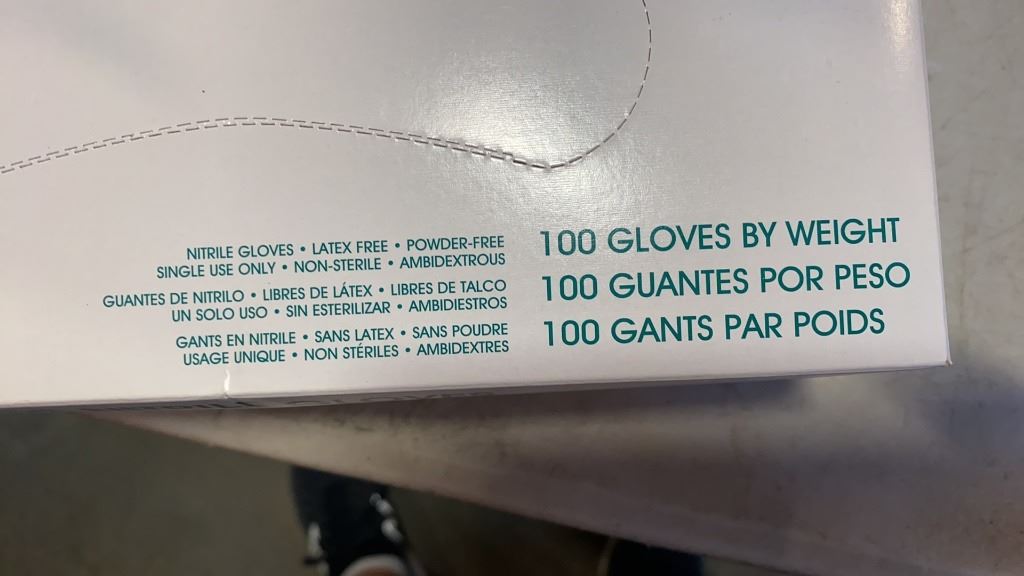 NITRILE GLOVES • LATEX FREE • POWDER-FREE
SINGLE USE ONLY • NON-STERILE • AMBIDEXTROUS
GUANTES DE NITRILO • LIBRES DE LÁTEX • LIBRES DE TALCO
UN SOLO USO • SIN ESTERILIZAR • AMBIDIESTROS
GANTS EN NITRILE • SANS LATEX • SANS POUDRE
USAGE UNIQUE • NON STÉRILES • AMBIDEXTRES
100 GLOVES BY WEIGHT
100 GUANTES POR PESO
100 GANTS PAR POIDS